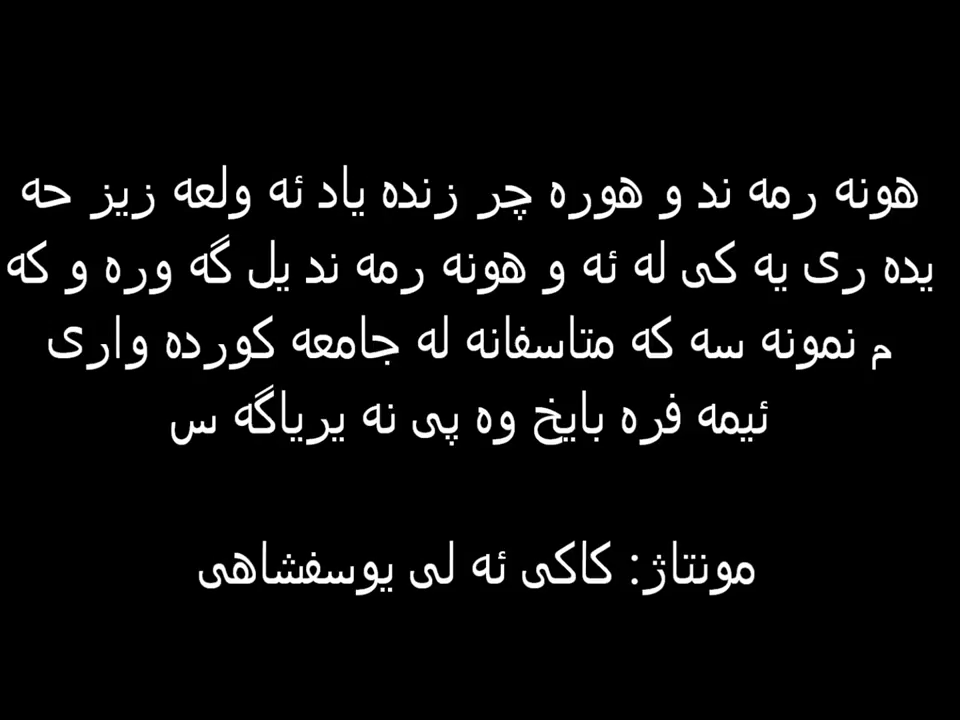 هونه رمه ند و هوره چر زنده یاد ئه ولعه زیز حه
یده ری یه کی له ئه و هونه رمه ند یل گه وره و که
م نمونه سه که متاسفانه له جامعه کورده واری
ئیمه فره بایخ وه پی نه یریاگه س
مونتاژ: کاکی ئه لی یوسفشاهی